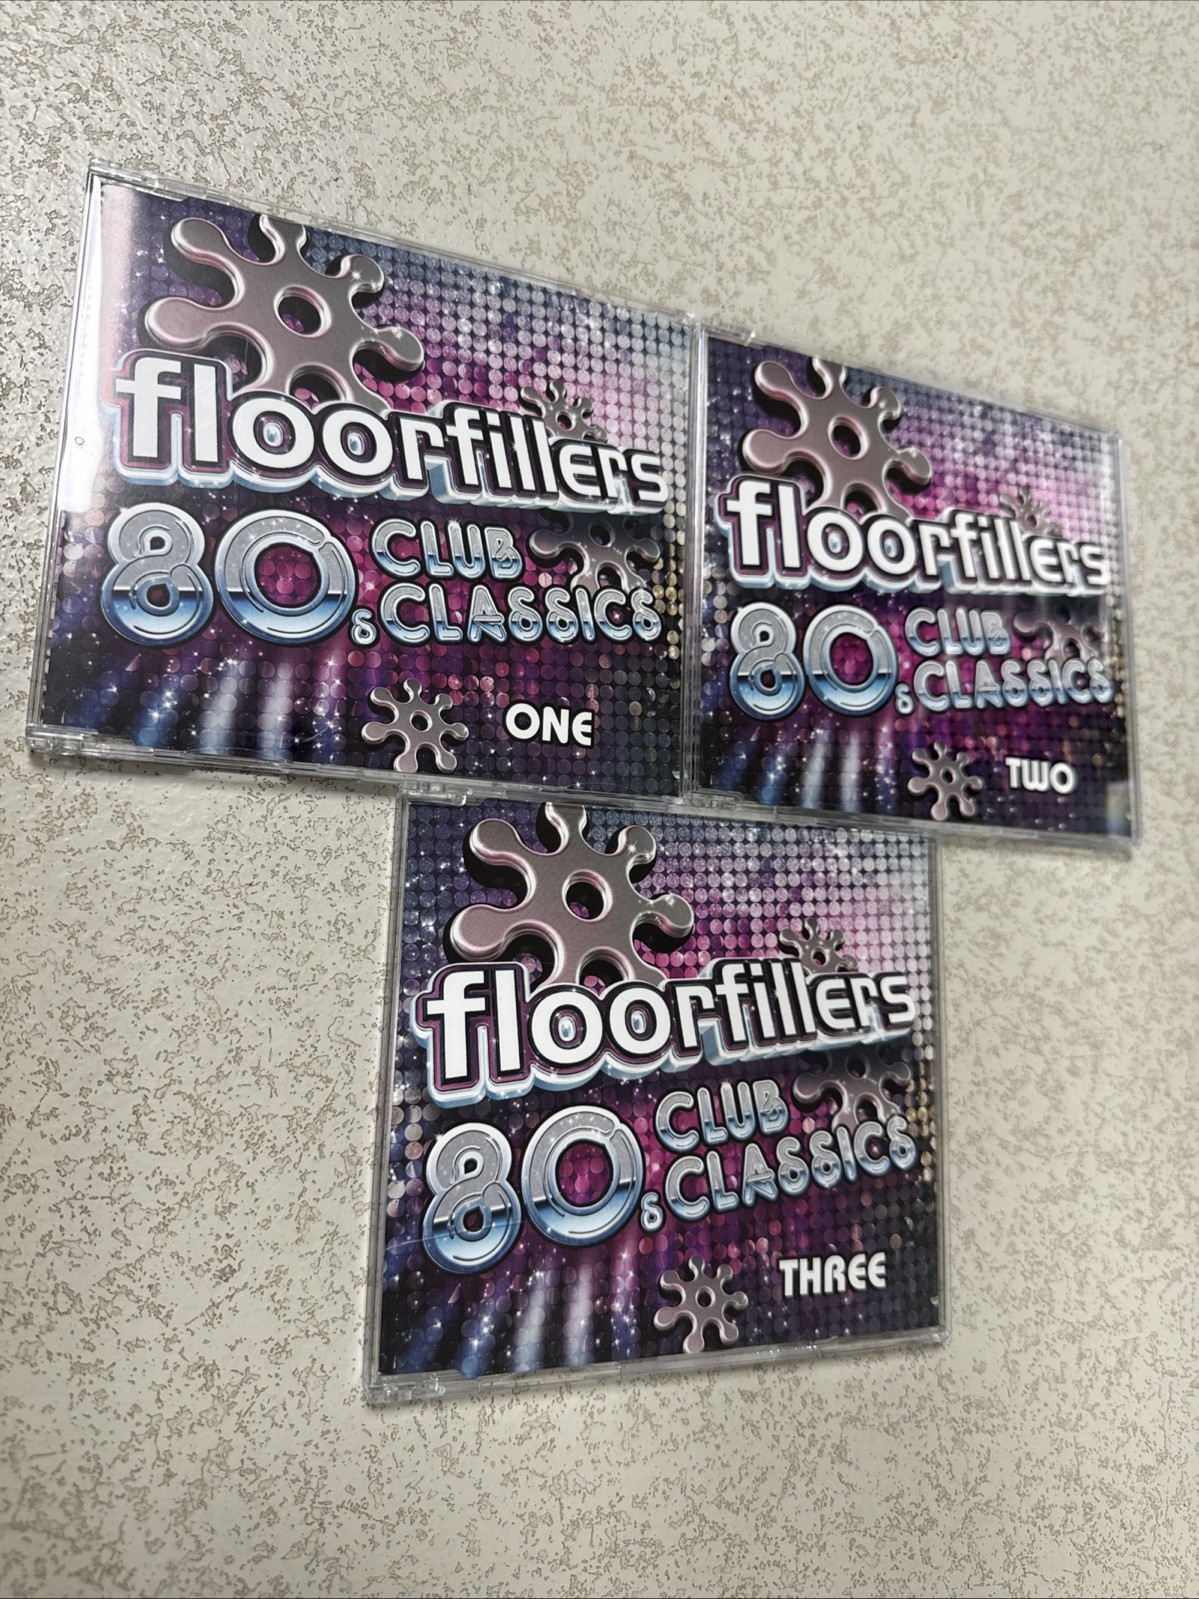 floorfillers
80s CLUB
CLASSICS
ONE
floorfillers
80s CLUB
CLASSICS
TWO
floorfillers
80s CLUB
CLASSICS
THREE